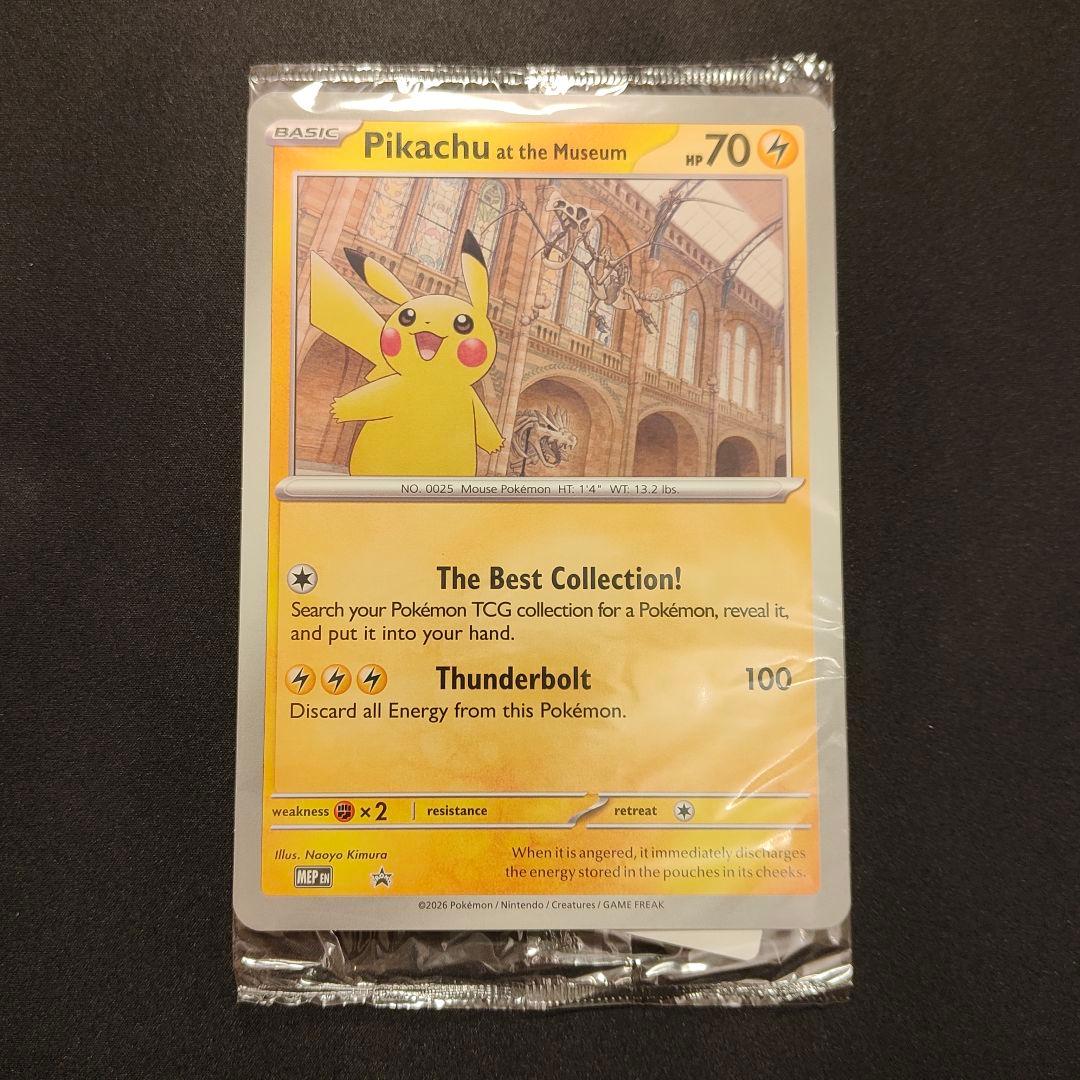 BASIC Pikachu at the Museum HP 70
NO. 0025 Mouse Pokémon HT: 1'4" WT: 13.2 lbs.
The Best Collection!
Search your Pokémon TCG collection for a Pokémon, reveal it,
and put it into your hand.
Thunderbolt 100
Discard all Energy from this Pokémon.
weakness ×2 resistance retreat
Illus. Naoyo Kimura
When it is angered, it immediately discharges
the energy stored in the pouches in its cheeks.
MEP EN
©2026 Pokémon / Nintendo / Creatures / GAME FREAK